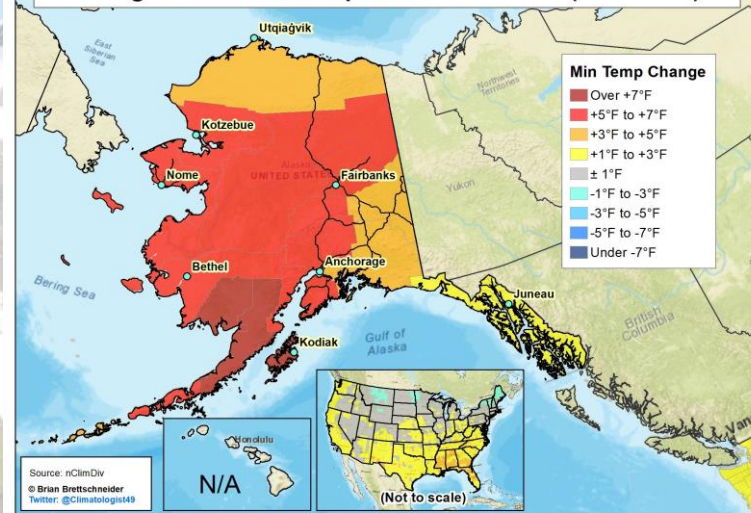 Utqiaġvik
East
Siberian
Sea
Northwest
Territories
Min Temp Change
Over +7°F
+5°F to +7°F
+3°F to +5°F
+1°F to +3°F
± 1°F
-1°F to -3°F
-3°F to -5°F
-5°F to -7°F
Under -7°F
Kotzebue
Alaska
UNITED STATES
Nome
Fairbanks
Yukon
Bethel
Anchorage
Bering Sea
Juneau
British
Columbia
Kodiak
Gulf of
Alaska
Honolulu
N/A
(Not to scale)
Source: nClimDiv
© Brian Brettschneider
Twitter: @Climatologist49